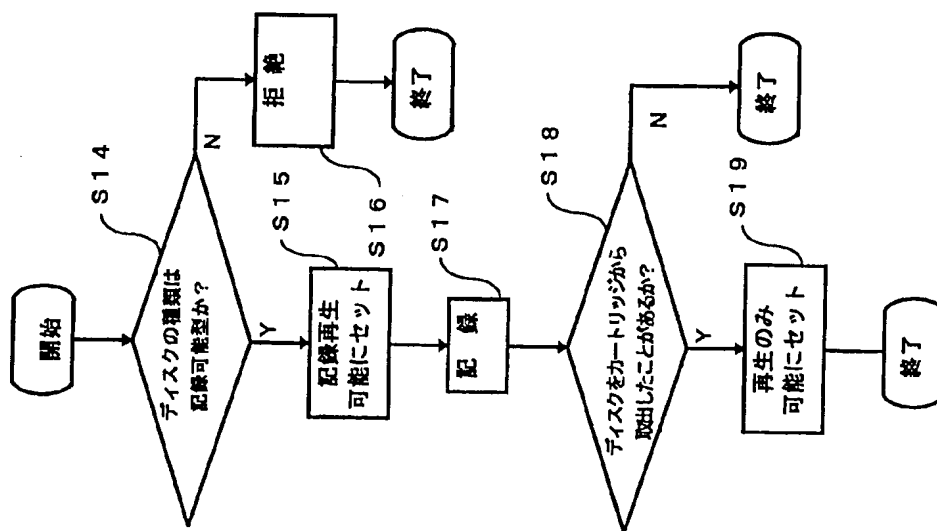 開始
ディスクの種類は
記録可能型か?
S14
N
拒絶
S16
終了
Y
記録再生
可能にセット
S15
記録
S17
ディスクをカートリッジから
取出したことがあるか?
S18
N
終了
Y
再生のみ
可能にセット
S19
終了